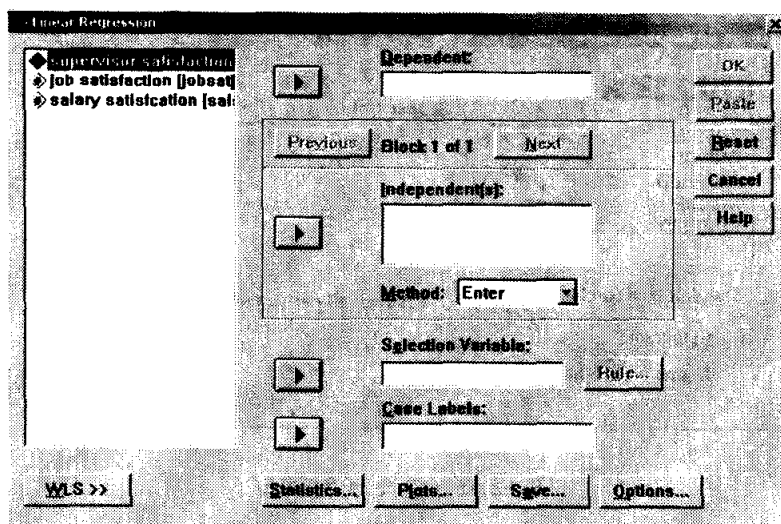 Linear Regression
supervisor satisfaction
job satisfaction [jobsat]
salary satisfcation [sal
Dependent:
Previous
Block 1 of 1
Next
Independent(s):
Method:
Enter
Selection Variable:
Rule...
Case Labels:
OK
Paste
Reset
Cancel
Help
WLS >>
Statistics...
Plots...
Save...
Options...